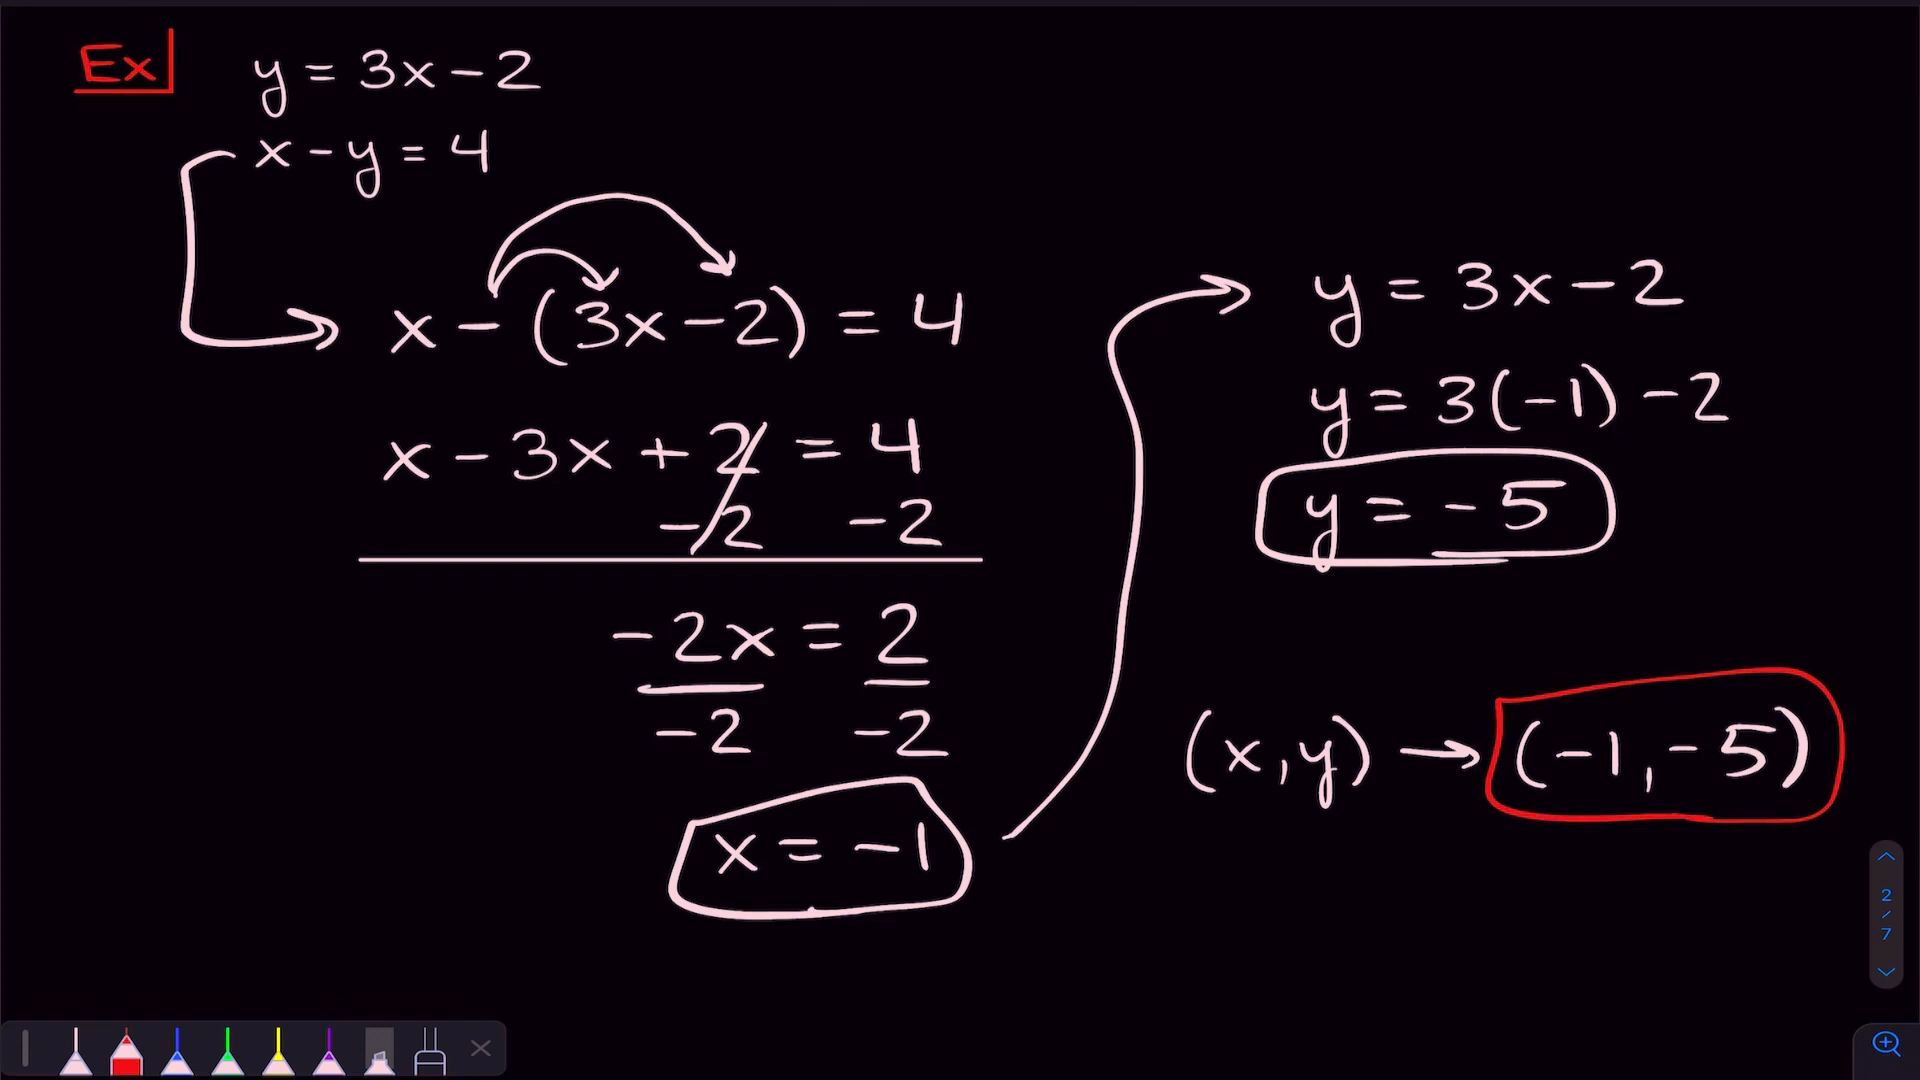 Ex
y = 3x - 2
x - y = 4
x - (3x - 2) = 4
x - 3x + 2 = 4
-2 -2
-2x = 2
-2 -2
x = -1
y = 3x - 2
y = 3(-1) - 2
y = -5
(x,y) → (-1,-5)
2
/
7